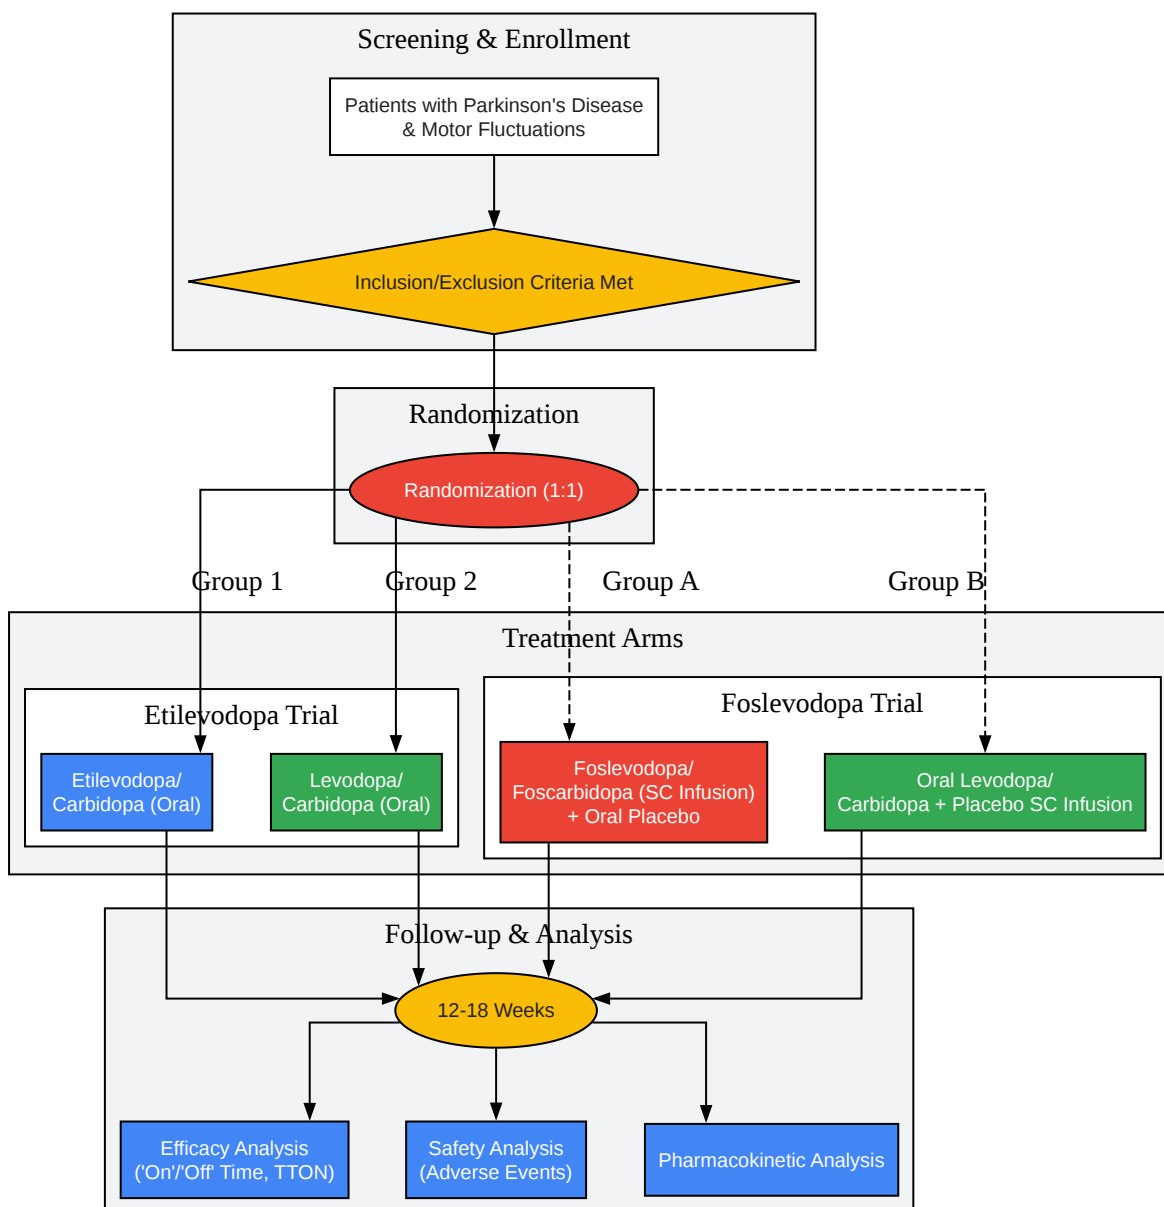 Screening & Enrollment
Patients with Parkinson's Disease
& Motor Fluctuations
Inclusion/Exclusion Criteria Met
Randomization
Randomization (1:1)
Group 1
Group 2
Group A
Group B
Treatment Arms
Etilevodopa Trial
Foslevodopa Trial
Etilevodopa/
Carbidopa (Oral)
Levodopa/
Carbidopa (Oral)
Foslevodopa/
Foscarbidopa (SC Infusion)
+ Oral Placebo
Oral Levodopa/
Carbidopa + Placebo SC Infusion
Follow-up & Analysis
12-18 Weeks
Efficacy Analysis
('On'/'Off' Time, TTON)
Safety Analysis
(Adverse Events)
Pharmacokinetic Analysis